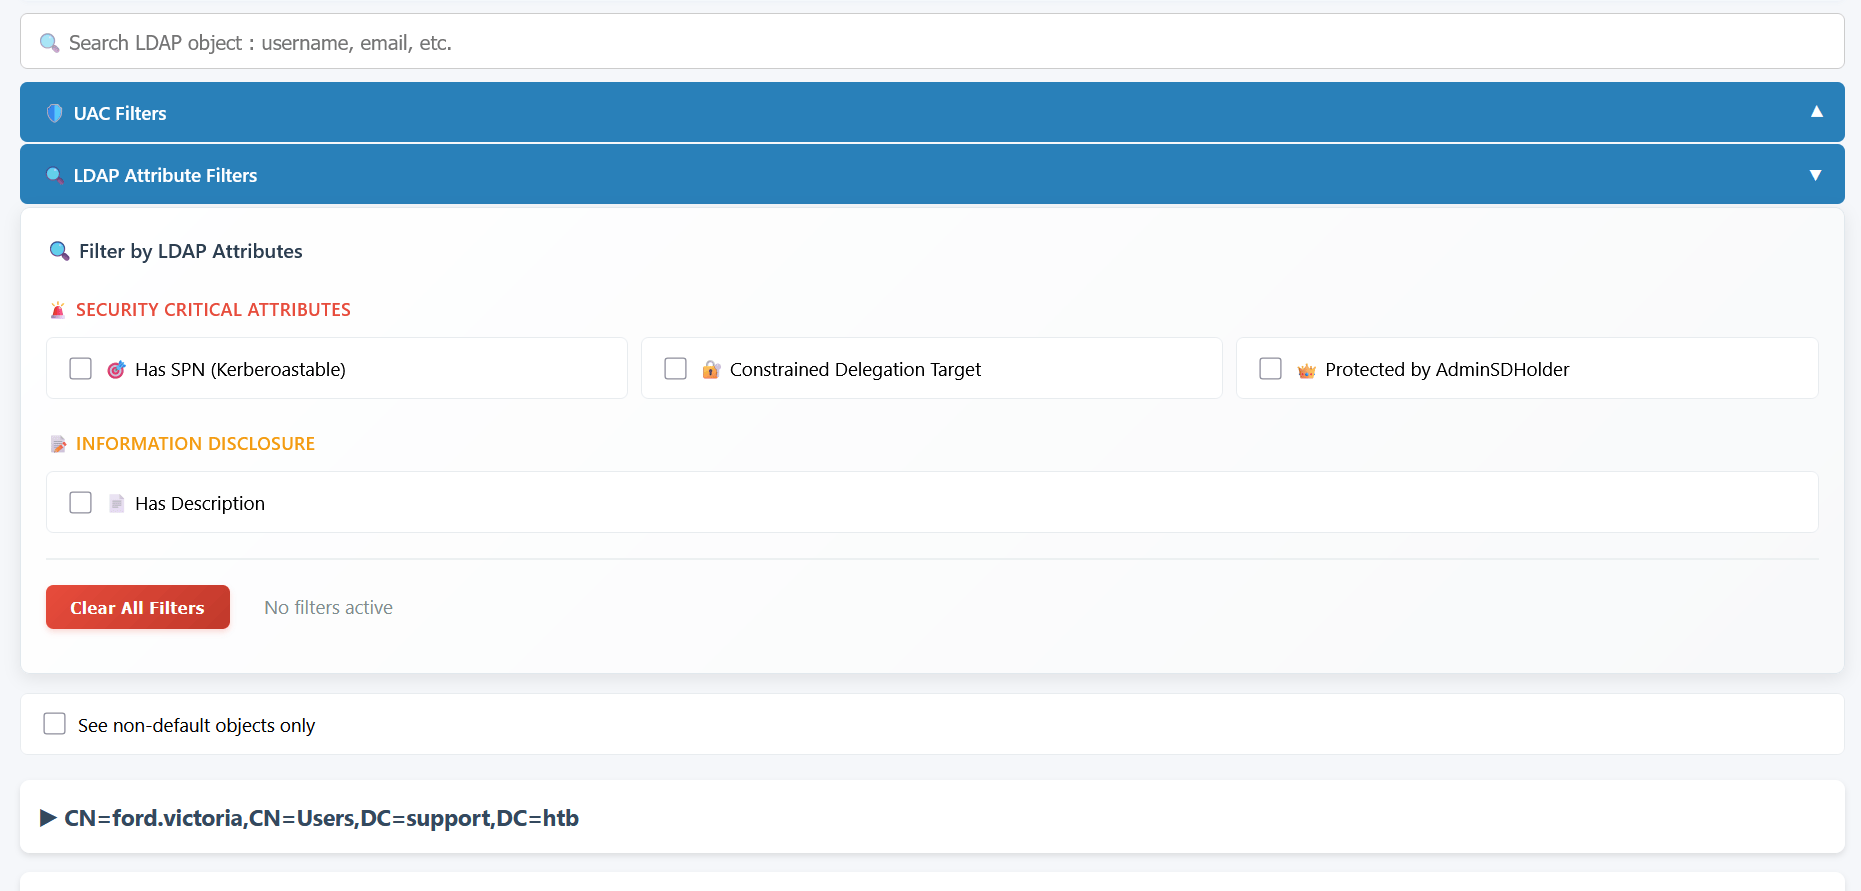 Search LDAP object : username, email, etc.
UAC Filters
LDAP Attribute Filters
Filter by LDAP Attributes
SECURITY CRITICAL ATTRIBUTES
Has SPN (Kerberoastable)
Constrained Delegation Target
Protected by AdminSDHolder
INFORMATION DISCLOSURE
Has Description
Clear All Filters
No filters active
See non-default objects only
CN=ford.victoria,CN=Users,DC=support,DC=htb